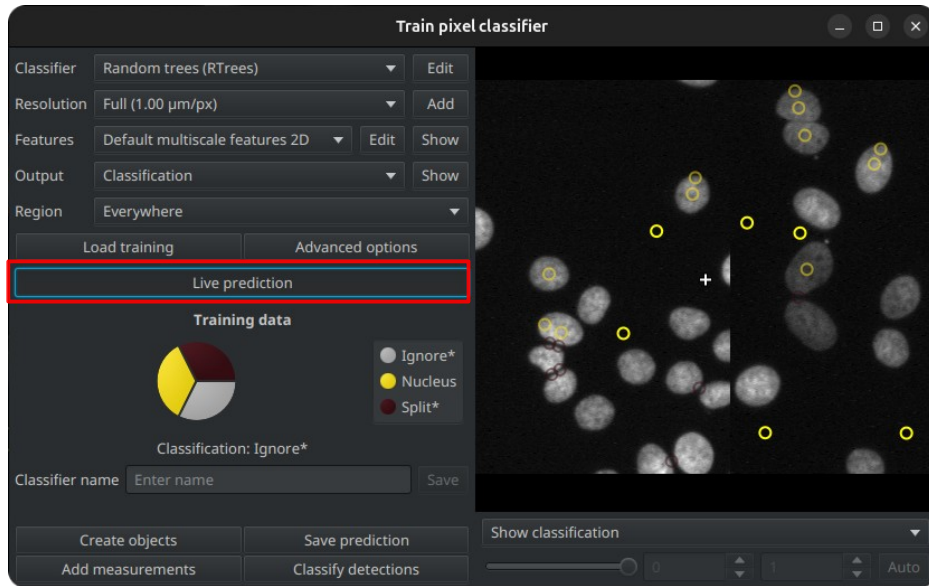 Train pixel classifier
Classifier Random trees (RTrees) Edit
Resolution Full (1.00 µm/px) Add
Features Default multiscale features 2D Edit Show
Output Classification Show
Region Everywhere
Load training Advanced options
Live prediction
Training data
Ignore*
Nucleus
Split*
Classification: Ignore*
Classifier name Enter name Save
Create objects Save prediction
Add measurements Classify detections
Show classification
0 1 Auto